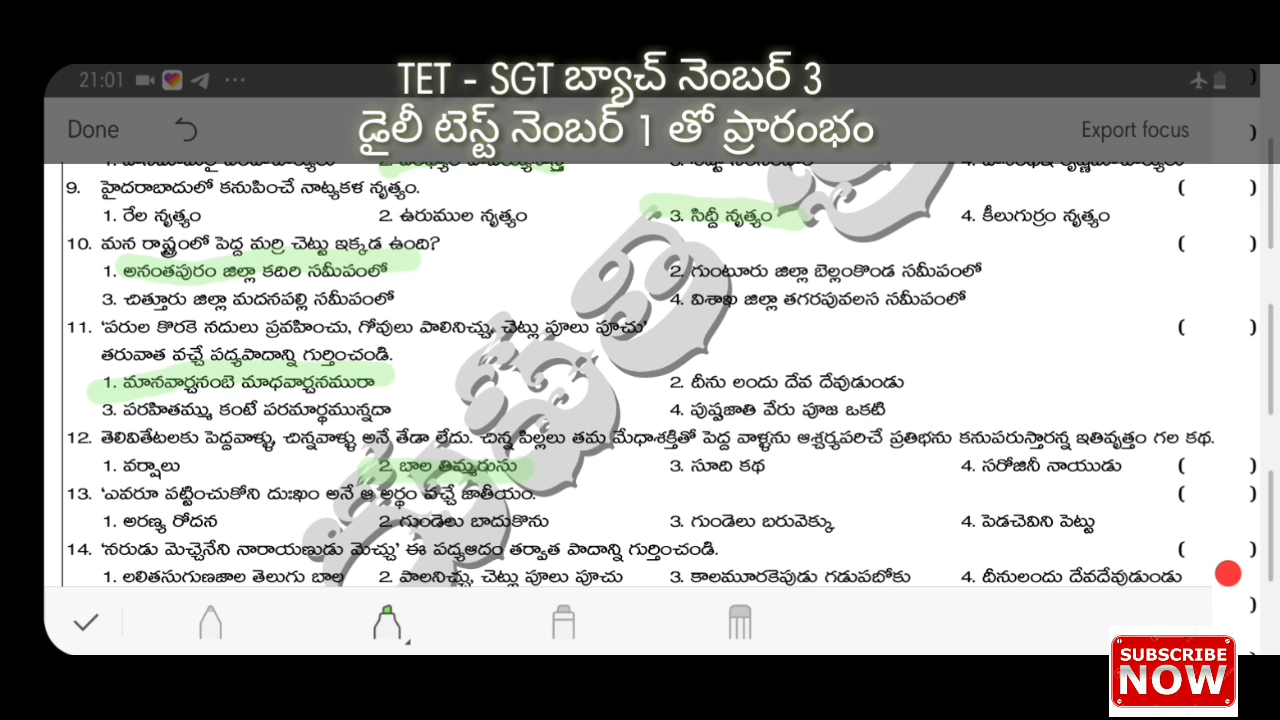 TET - SGT బ్యాచ్ నెంబర్ 3
డైలీ టెస్ట్ నెంబర్ 1 తో ప్రారంభం
21:01 ...
Done Export focus
9. హైదరాబాదులో కనుపించే నాట్యకళ నృత్యం. ( )
1. రేల నృత్యం 2. ఉరుముల నృత్యం 3. సిద్దీ నృత్యం 4. కీలుగుర్రం నృత్యం
10. మన రాష్ట్రంలో పెద్ద మర్రి చెట్టు ఇక్కడ ఉంది? ( )
1. అనంతపురం జిల్లా కదిరి సమీపంలో 2. గుంటూరు జిల్లా బెల్లంకొండ సమీపంలో
3. చిత్తూరు జిల్లా మదనపల్లి సమీపంలో 4. విశాఖ జిల్లా తగరపువలస సమీపంలో
11. 'పరుల కొరకె నదులు ప్రవహించు, గోవులు పాలినిచ్చు, చెట్లు పూలు పూచు' ( )
తరువాత వచ్చే పద్యపాదాన్ని గుర్తించండి.
1. మానవార్చనంబె మాధవార్చనమురా 2. దీను లందు దేవ దేవుడుండు
3. పరహితమ్ము కంటే పరమార్థమున్నదా 4. పుష్పజాతి వేరు పూజ ఒకటి
12. తెలివితేటలకు పెద్దవాళ్ళు, చిన్నవాళ్ళు అనే తేడా లేదు. చిన్న పిల్లలు తమ మేధాశక్తితో పెద్ద వాళ్ళను ఆశ్చర్యపరిచే ప్రతిభను కనుపరుస్తారన్న ఇతివృత్తం గల కథ.
1. వర్షాలు 2. బాల తిమ్మరుసు 3. సూది కథ 4. సరోజినీ నాయుడు ( )
13. 'ఎవరూ పట్టించుకోని దుఃఖం అనే ఆ అర్థం వచ్చే జాతీయం. ( )
1. అరణ్య రోదన 2. గుండెలు బాదుకొను 3. గుండెలు బరువెక్కు 4. పెడచెవిని పెట్టు
14. 'నరుడు మెచ్చెనేని నారాయణుడు మెచ్చు' ఈ పద్యఆదం తర్వాత పాదాన్ని గుర్తించండి. ( )
1. లలితసుగుణజాల తెలుగు బాల 2. పాలనిచ్చు, చెట్లు పూలు పూచు 3. కాలమూరకెపుడు గడుపబోకు 4. దీనులందు దేవదేవుడుండు
SUBSCRIBE
NOW